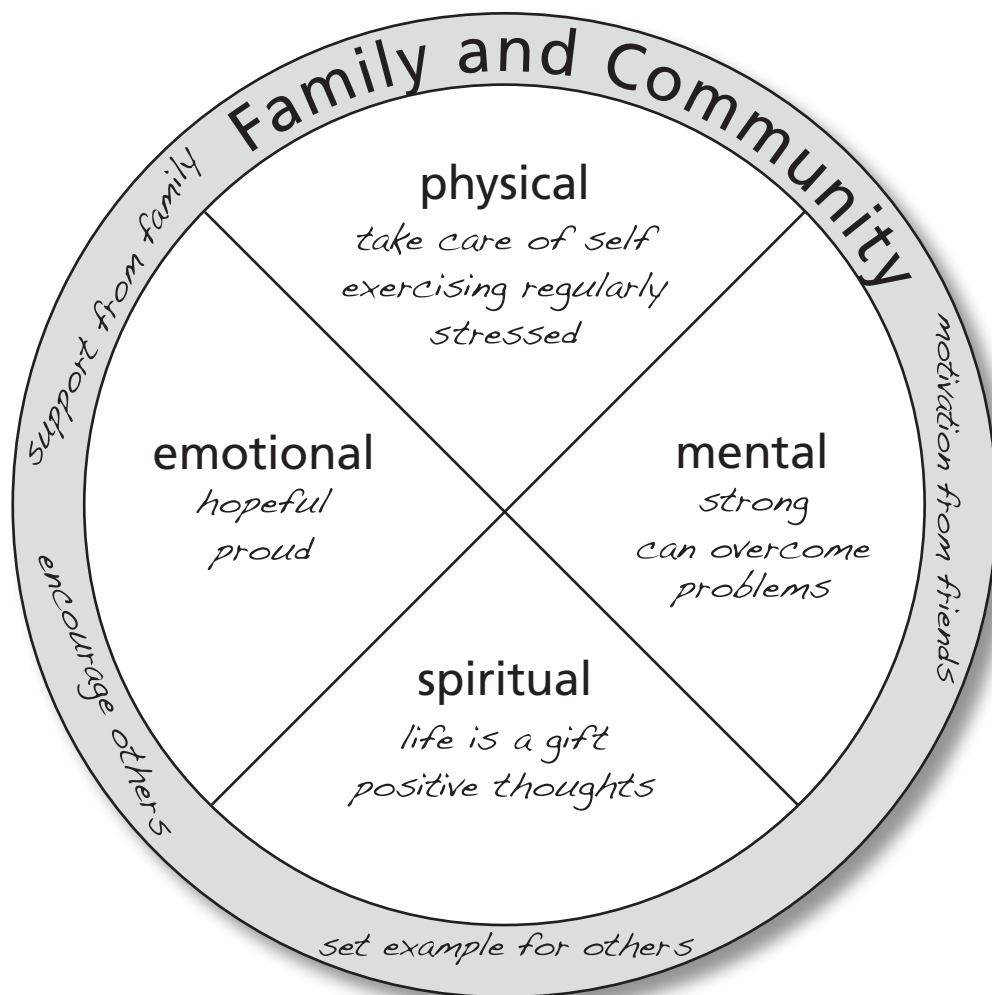 Family and Community
support from family
motivation from friends
encourage others
set example for others
physical
take care of self
exercising regularly
stressed
emotional
hopeful
proud
mental
strong
can overcome
problems
spiritual
life is a gift
positive thoughts